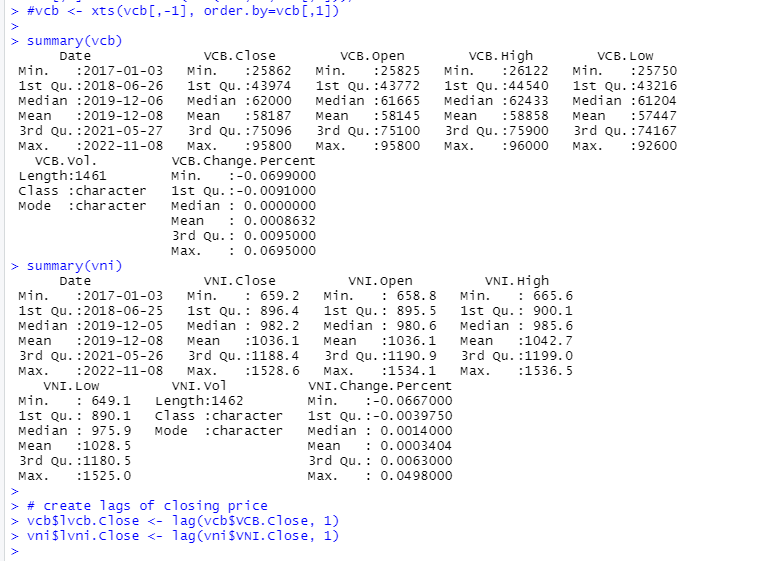 > #vcb <- xts(vcb[,-1], order.by=vcb[,1])
>
> summary(vcb)
      Date              VCB.Close        VCB.Open        VCB.High        VCB.Low
 Min.   :2017-01-03   Min.   :25862   Min.   :25825   Min.   :26122   Min.   :25750
 1st Qu.:2018-06-26   1st Qu.:43974   1st Qu.:43772   1st Qu.:44540   1st Qu.:43216
 Median :2019-12-06   Median :62000   Median :61665   Median :62433   Median :61204
 Mean   :2019-12-08   Mean   :58187   Mean   :58145   Mean   :58858   Mean   :57447
 3rd Qu.:2021-05-27   3rd Qu.:75096   3rd Qu.:75100   3rd Qu.:75900   3rd Qu.:74167
 Max.   :2022-11-08   Max.   :95800   Max.   :95800   Max.   :96000   Max.   :92600
   VCB.Vol.         VCB.Change.Percent
 Length:1461        Min.   :-0.0699000
 Class :character   1st Qu.:-0.0091000
 Mode  :character   Median : 0.0000000
                    Mean   : 0.0008632
                    3rd Qu.: 0.0095000
                    Max.   : 0.0695000
> summary(vni)
      Date              VNI.Close         VNI.Open         VNI.High
 Min.   :2017-01-03   Min.   : 659.2   Min.   : 658.8   Min.   : 665.6
 1st Qu.:2018-06-25   1st Qu.: 896.4   1st Qu.: 895.5   1st Qu.: 900.1
 Median :2019-12-05   Median : 982.2   Median : 980.6   Median : 985.6
 Mean   :2019-12-08   Mean   :1036.1   Mean   :1036.1   Mean   :1042.7
 3rd Qu.:2021-05-26   3rd Qu.:1188.4   3rd Qu.:1190.9   3rd Qu.:1199.0
 Max.   :2022-11-08   Max.   :1528.6   Max.   :1534.1   Max.   :1536.5
    VNI.Low         VNI.Vol          VNI.Change.Percent
 Min.   : 649.1   Length:1462        Min.   :-0.0667000
 1st Qu.: 890.1   Class :character   1st Qu.:-0.0039750
 Median : 975.9   Mode  :character   Median : 0.0014000
 Mean   :1028.5                      Mean   : 0.0003404
 3rd Qu.:1180.5                      3rd Qu.: 0.0063000
 Max.   :1525.0                      Max.   : 0.0498000
>
> # create lags of closing price
> vcb$lvcb.Close <- lag(vcb$VCB.Close, 1)
> vni$lvni.Close <- lag(vni$VNI.Close, 1)
>